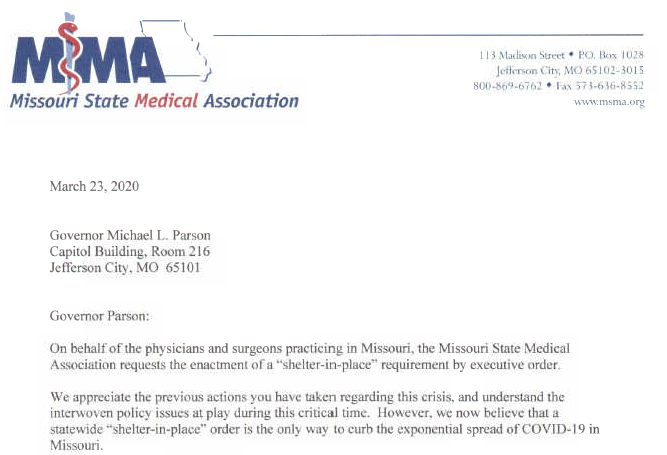 MSMA
Missouri State Medical Association
113 Madison Street • P.O. Box 1028
Jefferson City, MO 65102-3015
800-869-6762 • Fax 573-636-8552
www.msma.org
March 23, 2020
Governor Michael L. Parson
Capitol Building, Room 216
Jefferson City, MO 65101
Governor Parson:
On behalf of the physicians and surgeons practicing in Missouri, the Missouri State Medical
Association requests the enactment of a “shelter-in-place” requirement by executive order.
We appreciate the previous actions you have taken regarding this crisis, and understand the
interwoven policy issues at play during this critical time. However, we now believe that a
statewide “shelter-in-place” order is the only way to curb the exponential spread of COVID-19 in
Missouri.